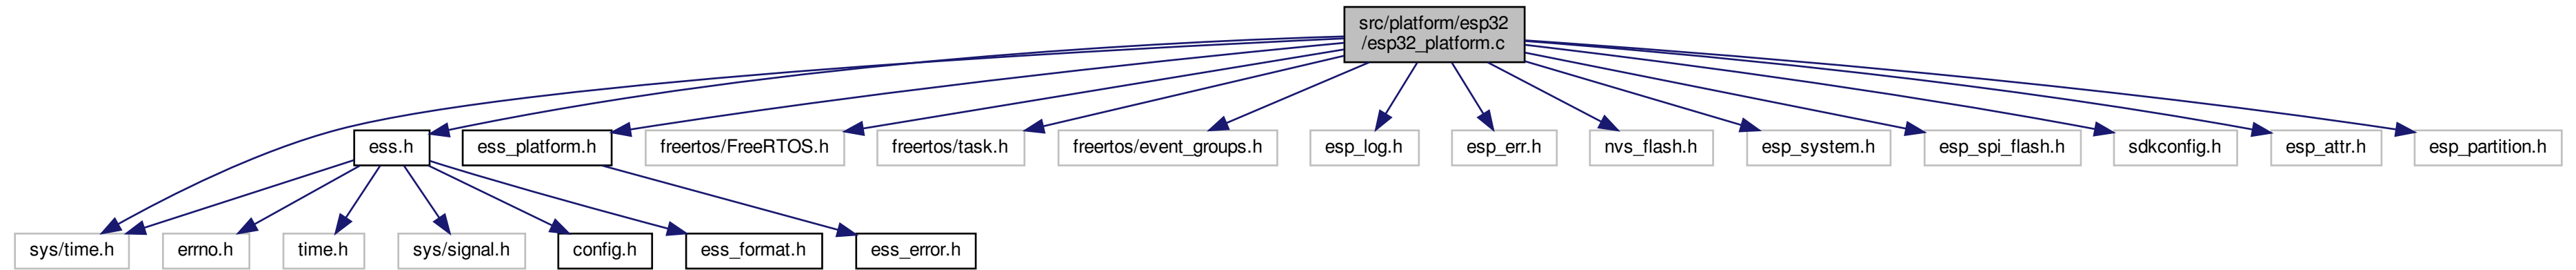 src/platform/esp32
/esp32_platform.c
ess.h
ess_platform.h
freertos/FreeRTOS.h
freertos/task.h
freertos/event_groups.h
esp_log.h
esp_err.h
nvs_flash.h
esp_system.h
esp_spi_flash.h
sdkconfig.h
esp_attr.h
esp_partition.h
sys/time.h
errno.h
time.h
sys/signal.h
config.h
ess_format.h
ess_error.h